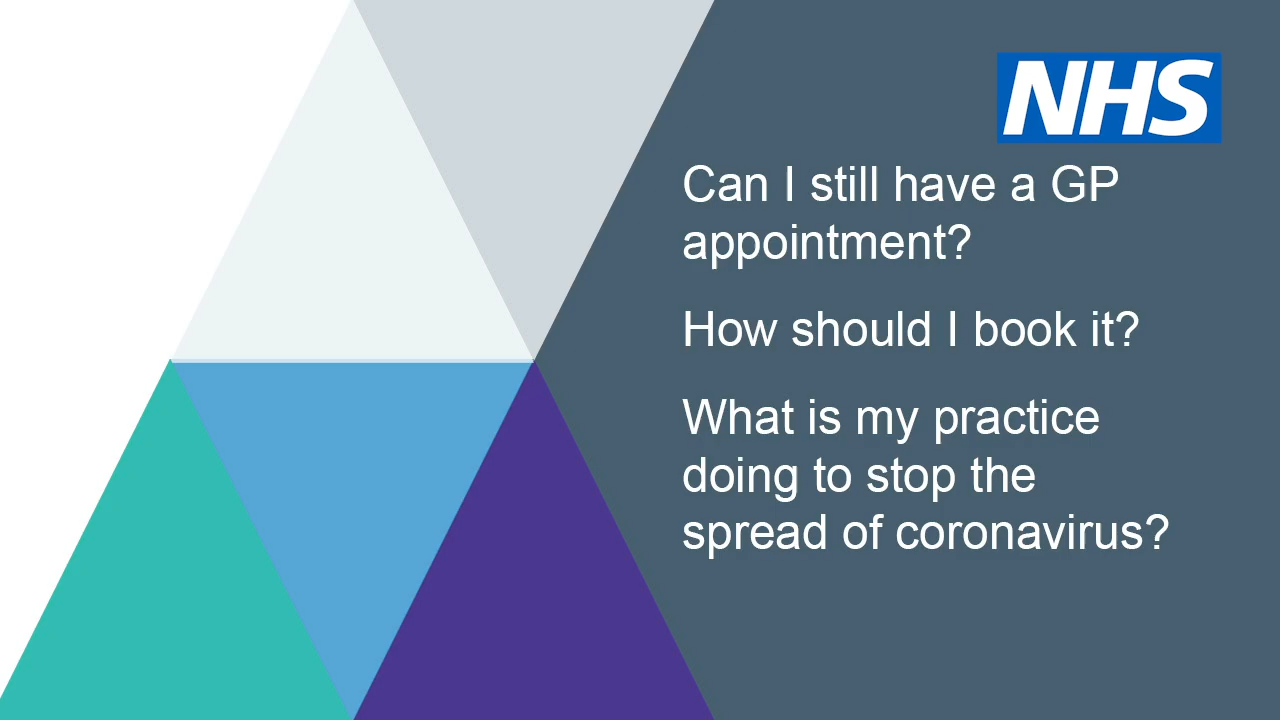 NHS
Can I still have a GP
appointment?
How should I book it?
What is my practice
doing to stop the
spread of coronavirus?